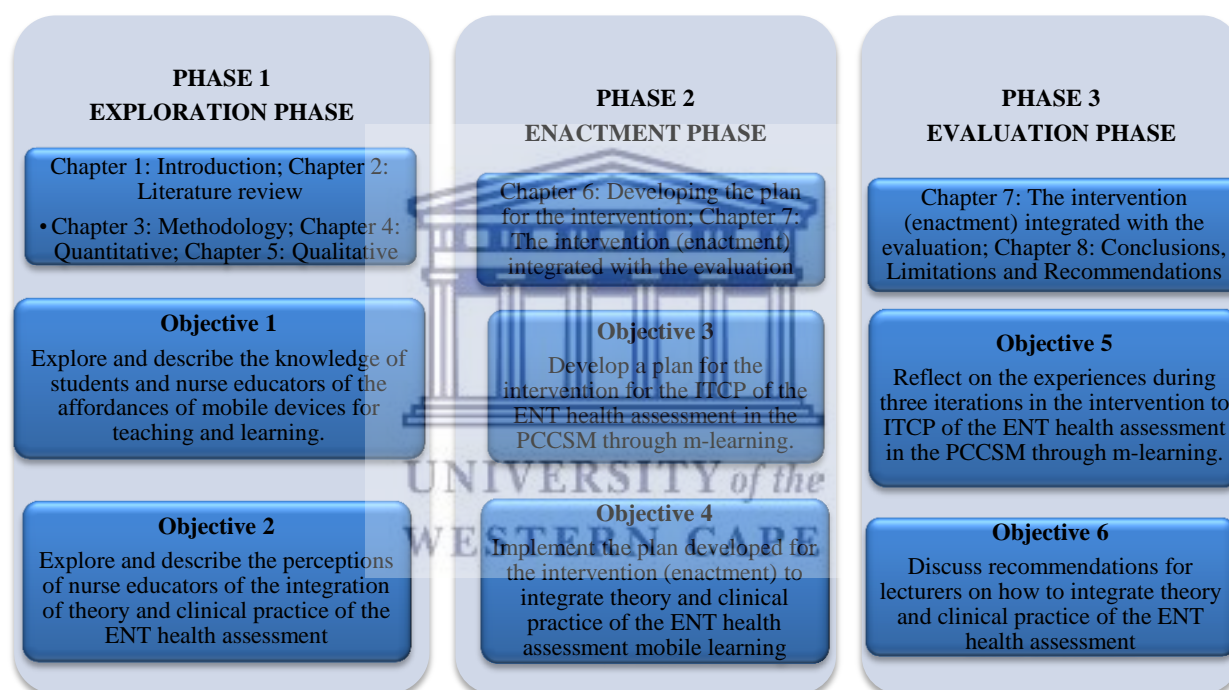 PHASE 1
EXPLORATION PHASE
Chapter 1: Introduction; Chapter 2:
Literature review
• Chapter 3: Methodology; Chapter 4:
Quantitative; Chapter 5: Qualitative
Objective 1
Explore and describe the knowledge of
students and nurse educators of the
affordances of mobile devices for
teaching and learning.
Objective 2
Explore and describe the perceptions
of nurse educators of the integration
of theory and clinical practice of the
ENT health assessment
PHASE 2
ENACTMENT PHASE
Chapter 6: Developing the plan
for the intervention; Chapter 7:
The intervention (enactment)
integrated with the evaluation
Objective 3
Develop a plan for the
intervention for the ITCP of the
ENT health assessment in the
PCCSM through m-learning.
Objective 4
Implement the plan developed for
the intervention (enactment) to
integrate theory and clinical
practice of the ENT health
assessment mobile learning
PHASE 3
EVALUATION PHASE
Chapter 7: The intervention
(enactment) integrated with the
evaluation; Chapter 8: Conclusions,
Limitations and Recommendations
Objective 5
Reflect on the experiences during
three iterations in the intervention to
ITCP of the ENT health assessment
in the PCCSM through m-learning.
Objective 6
Discuss recommendations for
lecturers on how to integrate theory
and clinical practice of the ENT
health assessment
UNIVERSITY of the
WESTERN CAPE